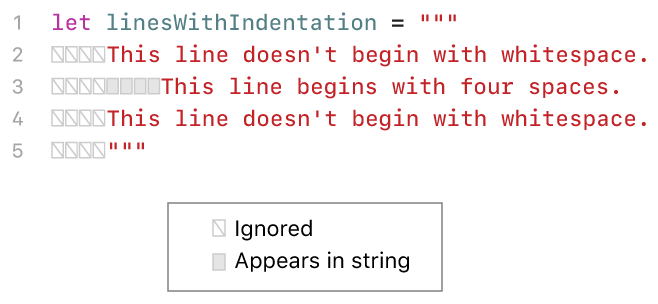 1 let linesWithIndentation = """
2     This line doesn't begin with whitespace.
3         This line begins with four spaces.
4     This line doesn't begin with whitespace.
5     """
Ignored
Appears in string